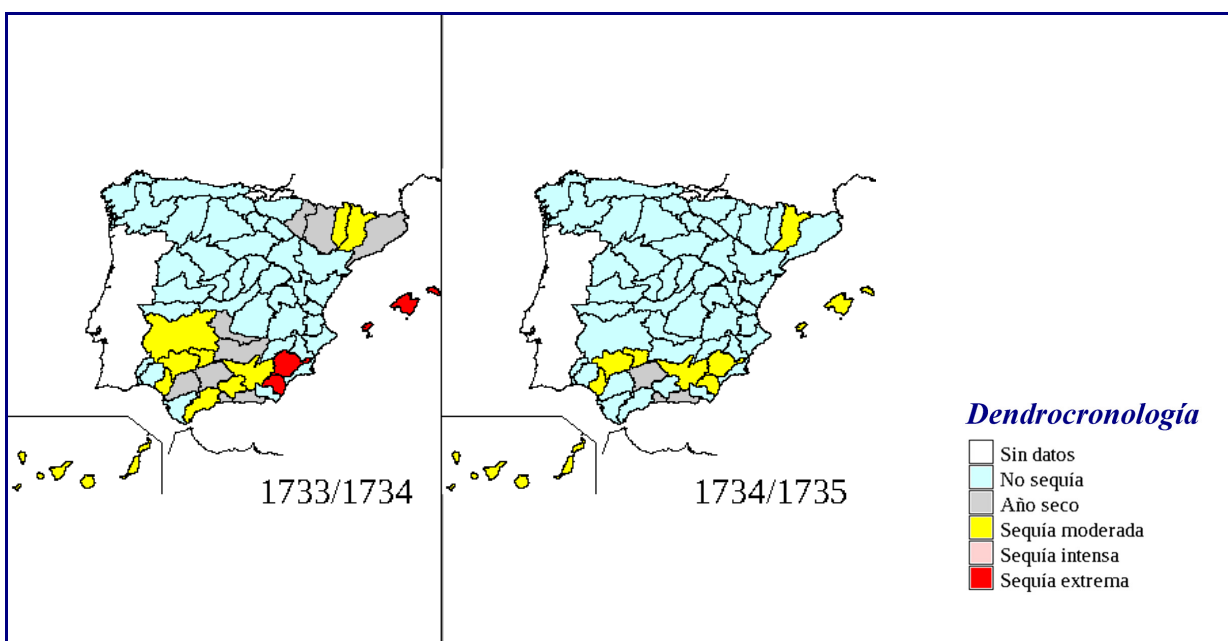 1733/1734
1734/1735
Dendrocronología
Sin datos
No sequía
Año seco
Sequía moderada
Sequía intensa
Sequía extrema